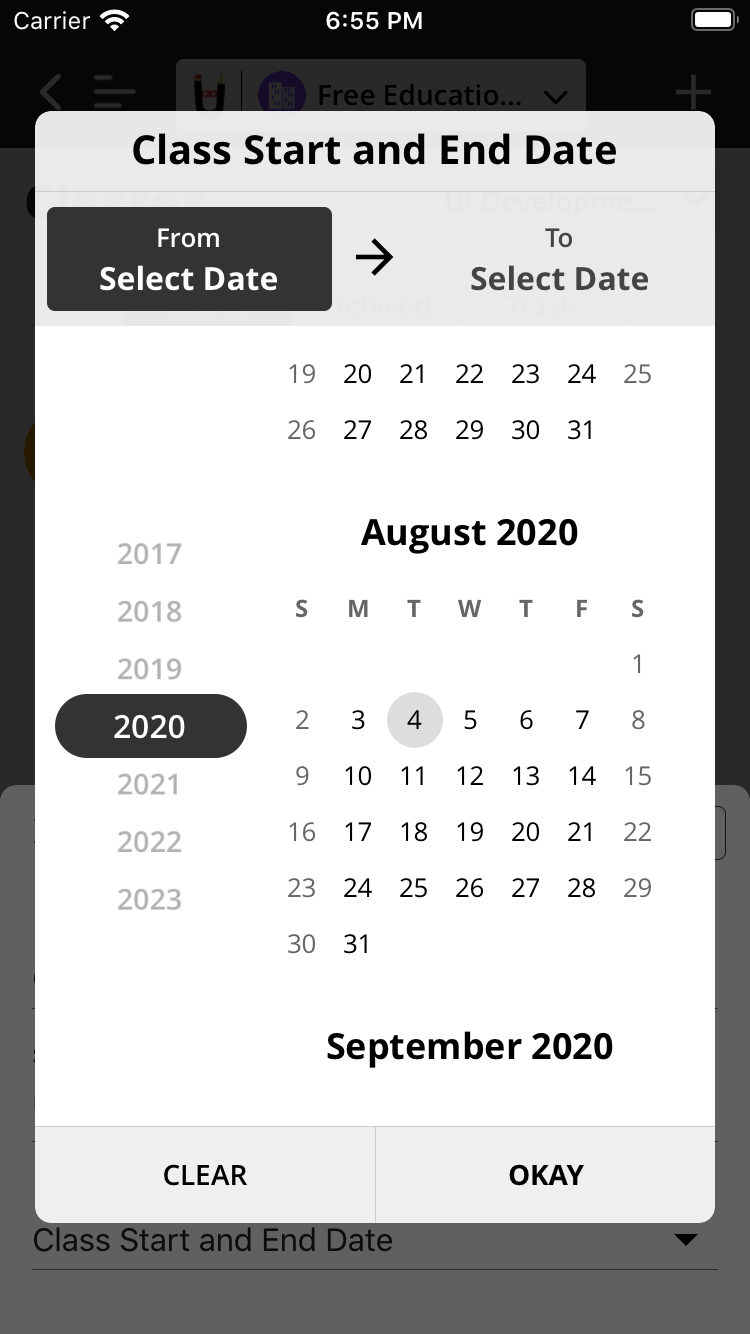 Carrier 6:55 PM
Free Educatio...
Class Start and End Date
UI Developme...
From
Select Date
To
Select Date
19 20 21 22 23 24 25
26 27 28 29 30 31
August 2020
S M T W T F S
1
2 3 4 5 6 7 8
9 10 11 12 13 14 15
16 17 18 19 20 21 22
23 24 25 26 27 28 29
30 31
September 2020
2017
2018
2019
2020
2021
2022
2023
CLEAR
OKAY
Class Start and End Date